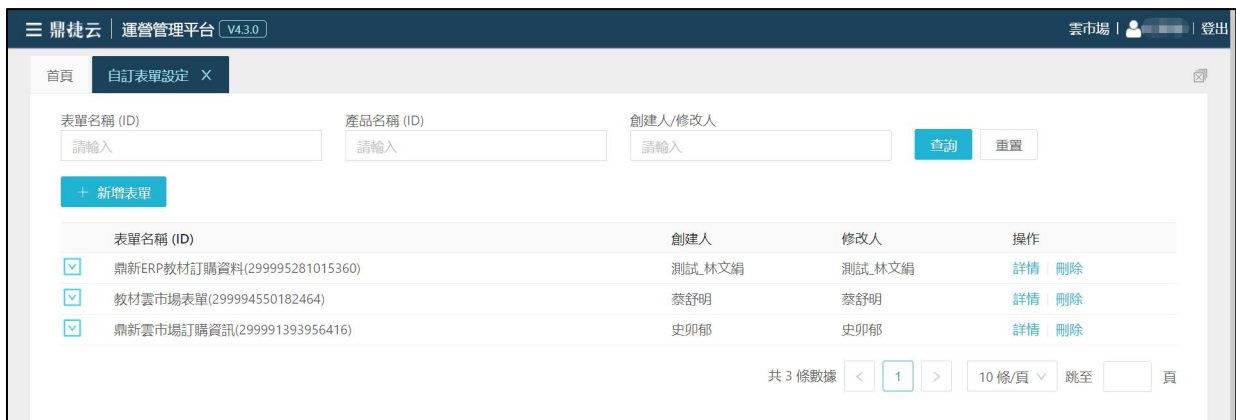 鼎捷云 運營管理平台 V4.3.0 雲市場 登出
首頁 自訂表單設定 X
表單名稱 (ID) 產品名稱 (ID) 創建人/修改人
請輸入 請輸入 請輸入 查詢 重置
+ 新增表單
表單名稱 (ID) 創建人 修改人 操作
鼎新ERP教材訂購資料(299995281015360) 測試_林文絹 測試_林文絹 詳情 刪除
教材雲市場表單(299994550182464) 蔡舒明 蔡舒明 詳情 刪除
鼎新雲市場訂購資訊(299991393956416) 史卯郁 史卯郁 詳情 刪除
共 3 條數據 < 1 > 10 條/頁 跳至 頁